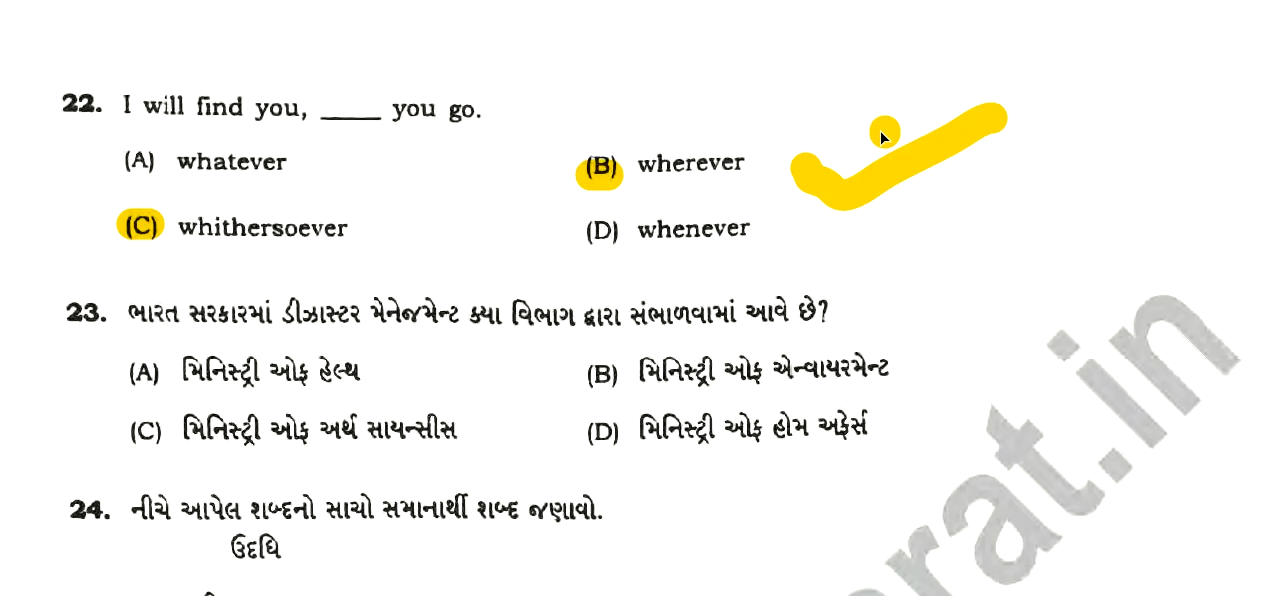 22. I will find you, ____ you go.
(A) whatever (B) wherever
(C) whithersoever (D) whenever
23. ભારત સરકારમાં ડીઝાસ્ટર મેનેજમેન્ટ ક્યા વિભાગ દ્વારા સંભાળવામાં આવે છે?
(A) મિનિસ્ટ્રી ઓફ હેલ્થ (B) મિનિસ્ટ્રી ઓફ એન્વાયરમેન્ટ
(C) મિનિસ્ટ્રી ઓફ અર્થ સાયન્સીસ (D) મિનિસ્ટ્રી ઓફ હોમ અફેર્સ
24. નીચે આપેલ શબ્દનો સાચો સમાનાર્થી શબ્દ જણાવો.
ઉદધિ
rat.in